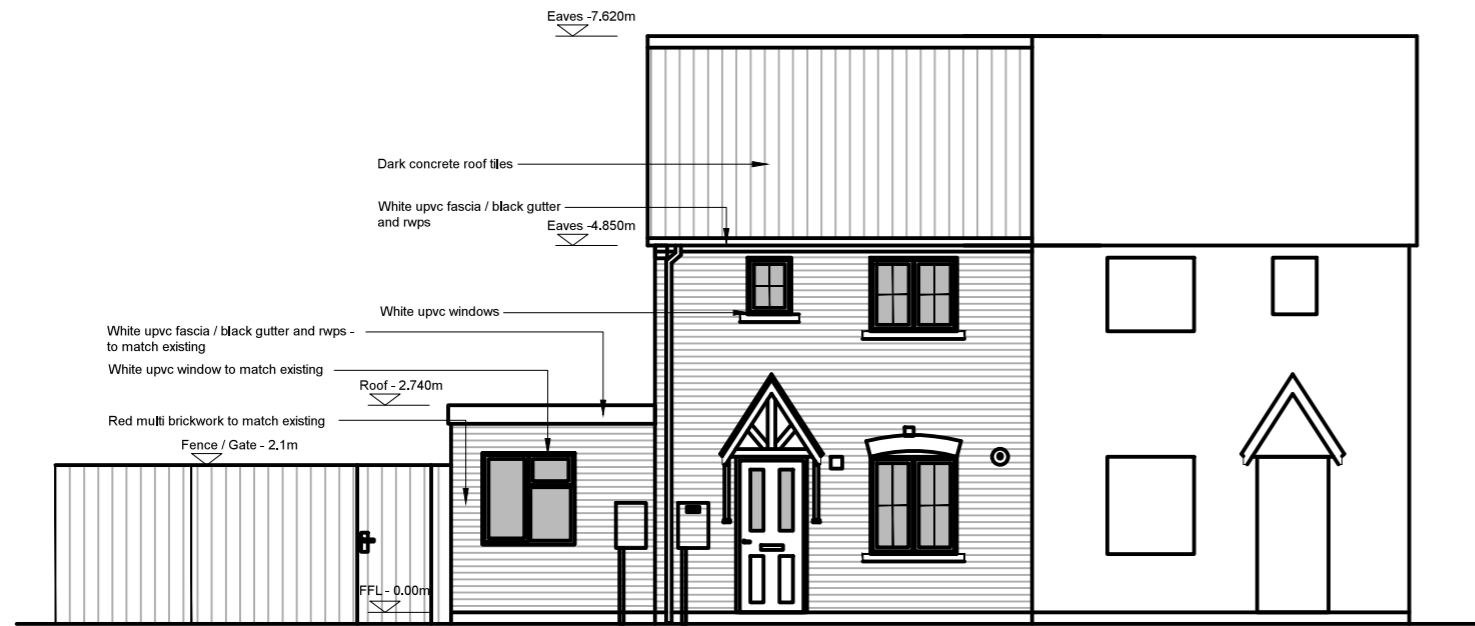 Eaves -7.620m
Dark concrete roof tiles
White upvc fascia / black gutter
and rwps
Eaves -4.850m
White upvc windows
White upvc fascia / black gutter and rwps -
to match existing
White upvc window to match existing
Roof - 2.740m
Red multi brickwork to match existing
Fence / Gate - 2.1m
FFL - 0.00m